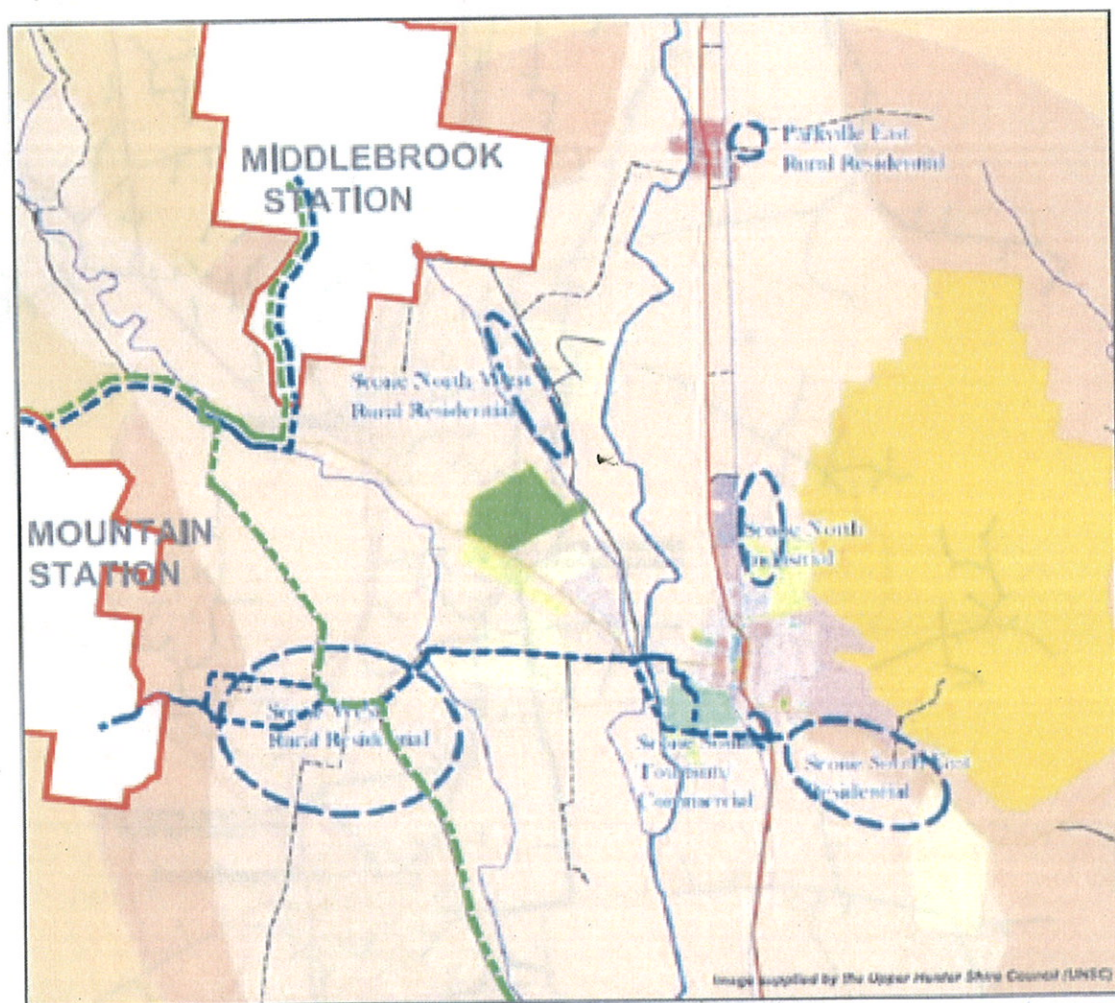 MIDDLEBROOK
STATION
Parkville East
Rural Residential
Scone North West
Rural Residential
MOUNTAIN
STATION
Scone North
Industrial
Scone West
Rural Residential
Scone South
Tourism/
Commercial
Scone South East
Residential
Image supplied by the Upper Hunter Shire Council (UHSC)